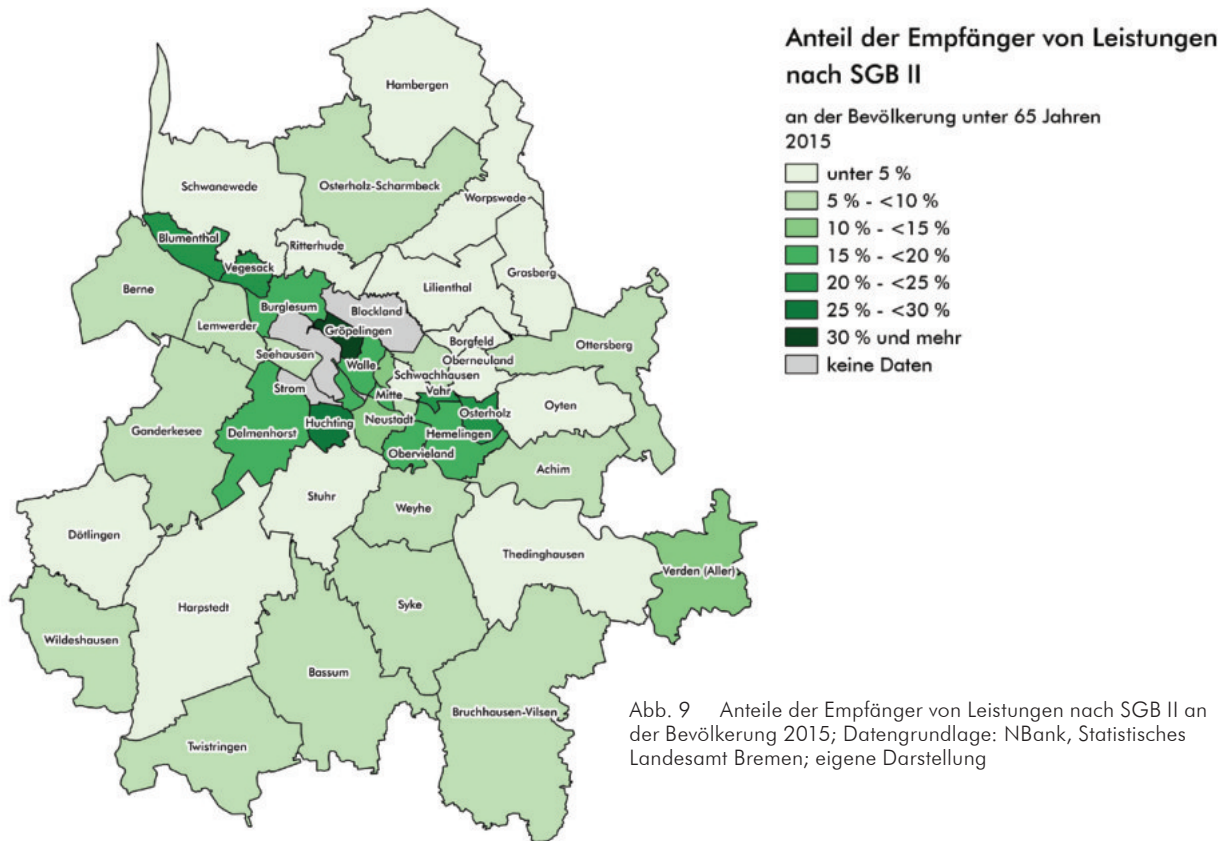 Anteil der Empfänger von Leistungen
nach SGB II
an der Bevölkerung unter 65 Jahren
2015
unter 5 %
5 % - <10 %
10 % - <15 %
15 % - <20 %
20 % - <25 %
25 % - <30 %
30 % und mehr
keine Daten
Hambergen
Schwanewede
Osterholz-Scharmbeck
Worpswede
Blumenthal
Ritterhude
Vegesack
Grasberg
Berne
Lilienthal
Burglesum
Blockland
Lemwerder
Gröpelingen
Borgfeld
Ottersberg
Seehausen
Oberneuland
Walle
Schwachhausen
Strom
Mitte
Vahr
Oyten
Huchting
Neustadt
Osterholz
Ganderkesee
Delmenhorst
Hemelingen
Obervieland
Achim
Stuhr
Weyhe
Dötlingen
Thedinghausen
Verden (Aller)
Harpstedt
Syke
Wildeshausen
Bassum
Bruchhausen-Vilsen
Twistringen
Abb. 9 Anteile der Empfänger von Leistungen nach SGB II an
der Bevölkerung 2015; Datengrundlage: NBank, Statistisches
Landesamt Bremen; eigene Darstellung